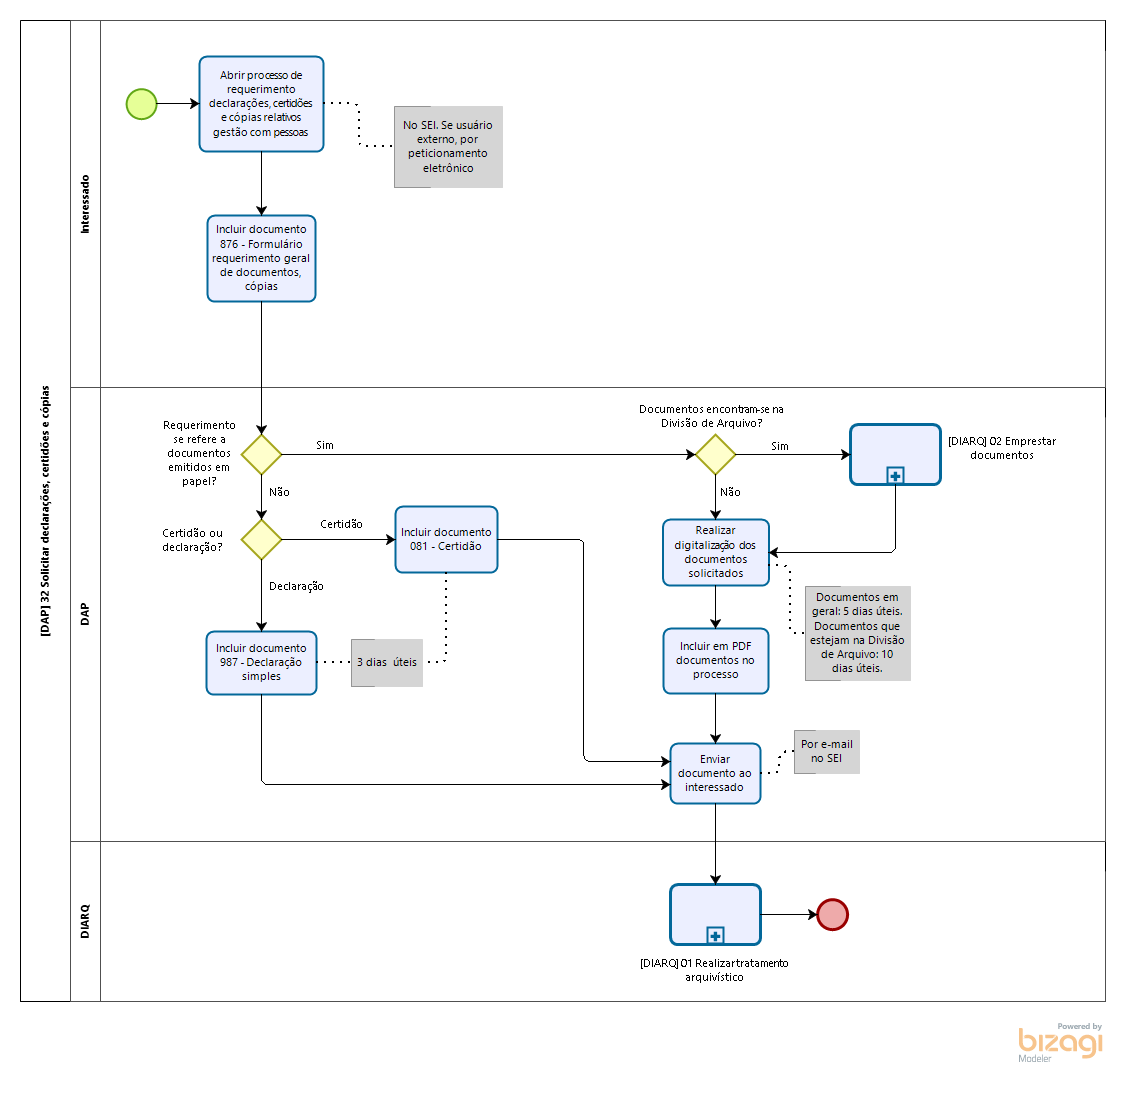 [DAP] 32 Solicitar declarações, certidões e cópias
Interessado
Abrir processo de
requerimento
declarações, certidões
e cópias relativos
gestão com pessoas
No SEI. Se usuário
externo, por
peticionamento
eletrônico
Incluir documento
876 - Formulário
requerimento geral
de documentos,
cópias
DAP
Requerimento
se refere a
documentos
emitidos em
papel?
Sim
Não
Documentos encontram-se na
Divisão de Arquivo?
Sim
Não
[DIARQ] 02 Emprestar
documentos
Certidão ou
declaração?
Certidão
Declaração
Incluir documento
081 - Certidão
Realizar
digitalização dos
documentos
solicitados
Documentos em
geral: 5 dias úteis.
Documentos que
estejam na Divisão
de Arquivo: 10
dias úteis.
Incluir documento
987 - Declaração
simples
3 dias  úteis
Incluir em PDF
documentos no
processo
Enviar
documento ao
interessado
Por e-mail
no SEI
DIARQ
[DIARQ] 01 Realizar tratamento
arquivístico
Powered by
bizagi
Modeler